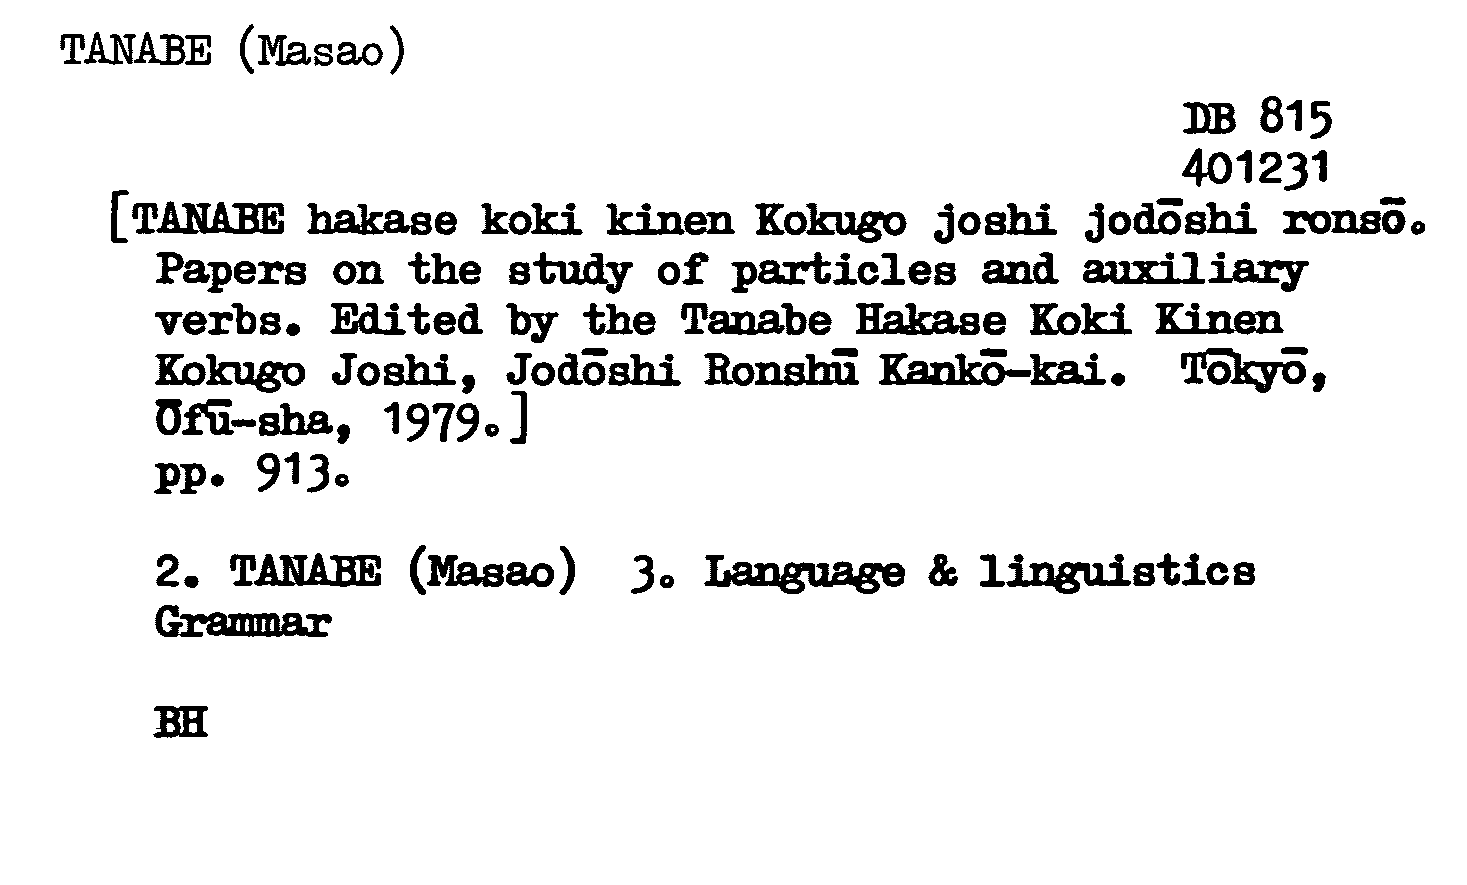 TANABE (Masao)
DB 815
401231
[TANABE hakase koki kinen Kokugo joshi jodōshi ronsō.
Papers on the study of particles and auxiliary
verbs. Edited by the Tanabe Hakase Koki Kinen
Kokugo Joshi, Jodōshi Ronshū Kankō-kai. Tōkyō,
Ōfū-sha, 1979.]
pp. 913.
2. TANABE (Masao) 3. Language & linguistics
Grammar
BH